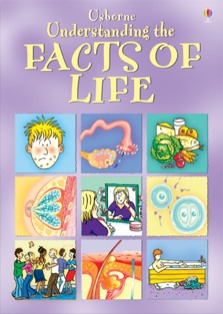 Usborne
Understanding the
FACTS OF
LIFE